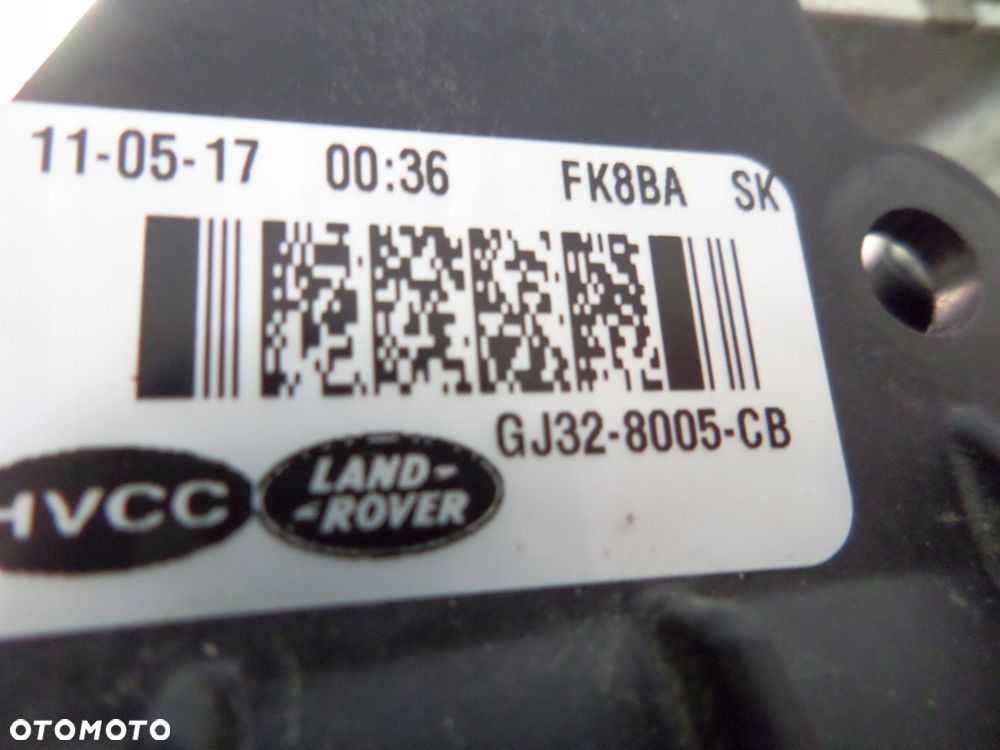 11-05-17 00:36 FK8BA SK
GJ32-8005-CB
HVCC
LAND-
-ROVER
OTOMOTO